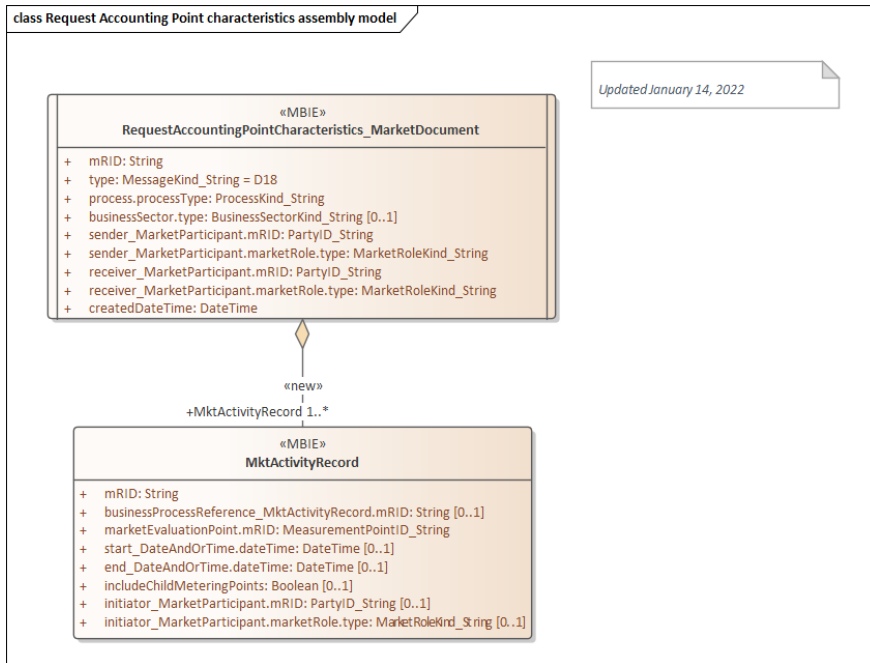 class Request Accounting Point characteristics assembly model
Updated January 14, 2022
«MBIE»
RequestAccountingPointCharacteristics_MarketDocument
+ mRID: String
+ type: MessageKind_String = D18
+ process.processType: ProcessKind_String
+ businessSector.type: BusinessSectorKind_String [0..1]
+ sender_MarketParticipant.mRID: PartyID_String
+ sender_MarketParticipant.marketRole.type: MarketRoleKind_String
+ receiver_MarketParticipant.mRID: PartyID_String
+ receiver_MarketParticipant.marketRole.type: MarketRoleKind_String
+ createdDateTime: DateTime
«new»
+MktActivityRecord 1..*
«MBIE»
MktActivityRecord
+ mRID: String
+ businessProcessReference_MktActivityRecord.mRID: String [0..1]
+ marketEvaluationPoint.mRID: MeasurementPointID_String
+ start_DateAndOrTime.dateTime: DateTime [0..1]
+ end_DateAndOrTime.dateTime: DateTime [0..1]
+ includeChildMeteringPoints: Boolean [0..1]
+ initiator_MarketParticipant.mRID: PartyID_String [0..1]
+ initiator_MarketParticipant.marketRole.type: MarketRoleKind_String [0..1]